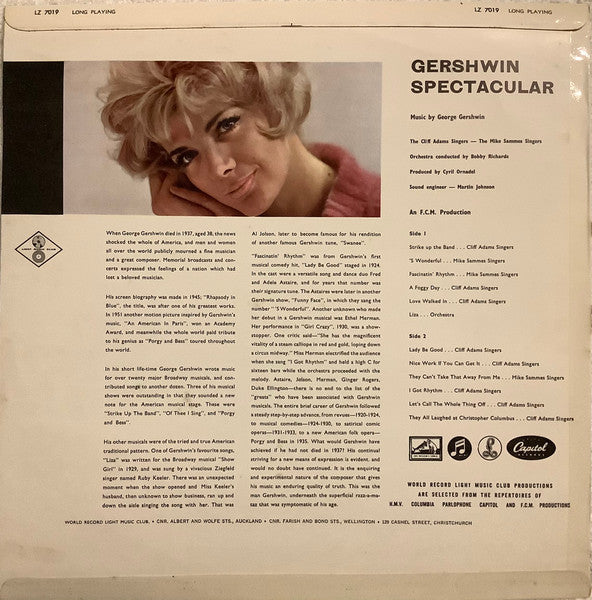 LZ 7019 LONG PLAYING
LZ 7019 LONG PLAYING
GERSHWIN
SPECTACULAR
Music by George Gershwin
The Cliff Adams Singers — The Mike Sammes Singers
Orchestra conducted by Bobby Richards
Produced by Cyril Ornadel
Sound engineer — Martin Johnson
An F.C.M. Production
Side 1
Strike up the Band . . . Cliff Adams Singers
'S Wonderful . . . Mike Sammes Singers
Fascinatin' Rhythm . . . Mike Sammes Singers
A Foggy Day . . . Cliff Adams Singers
Love Walked In . . . Cliff Adams Singers
Liza . . . Orchestra
Side 2
Lady Be Good . . . Cliff Adams Singers
Nice Work If You Can Get It . . Cliff Adams Singers
They Can't Take That Away From Me . . . Mike Sammes Singers
I Got Rhythm . . . Cliff Adams Singers
Let's Call The Whole Thing Off . . . Cliff Adams Singers
They All Laughed at Christopher Columbus . . . Cliff Adams Singers
When George Gershwin died in 1937, aged 38, the news
shocked the whole of America, and men and women
all over the world publicly mourned a fine musician
and a great composer. Memorial broadcasts and con-
certs expressed the feelings of a nation which had
lost a beloved musician.
His screen biography was made in 1945; "Rhapsody in
Blue", the title, was after one of his greatest works.
In 1951 another motion picture inspired by Gershwin's
music, "An American In Paris", won an Academy
Award, and meanwhile the whole world paid tribute
to his genius as "Porgy and Bess" toured throughout
the world.
In his short life-time George Gershwin wrote music
for over twenty major Broadway musicals, and con-
tributed songs to another dozen. Three of his musical
shows were outstanding in that they sounded a new
note for the American musical stage. These were
"Strike Up The Band", "Of Thee I Sing", and "Porgy
and Bess".
His other musicals were of the tried and true American
traditional pattern. One of Gershwin's favourite songs,
"Liza" was written for the Broadway musical "Show
Girl" in 1929, and was sung by a vivacious Ziegfeld
singer named Ruby Keeler. There was an unexpected
moment when the show opened and Miss Keeler's
husband, then unknown to show business, ran up and
down the aisle singing the song with her. That was
Al Jolson, later to become famous for his rendition
of another famous Gershwin tune, "Swanee".
"Fascinatin' Rhythm" was from Gershwin's first
musical comedy hit, "Lady Be Good" staged in 1924.
In the cast were a versatile song and dance duo Fred
and Adele Astaire, and for years that number was
their signature tune. The Astaires were later in another
Gershwin show, "Funny Face", in which they sang the
number "'S Wonderful". Another unknown who made
her debut in a Gershwin musical was Ethel Merman.
Her performance in "Girl Crazy", 1930, was a show-
stopper. One critic said—"She has the magnificent
vitality of a steam calliope in red and gold, loping down
a circus midway." Miss Merman electrified the audience
when she sang "I Got Rhythm" and held a high C for
sixteen bars while the orchestra proceeded with the
melody. Astaire, Jolson, Merman, Ginger Rogers,
Duke Ellington—there is no end to the list of the
"greats" who have been associated with Gershwin
musicals. The entire brief career of Gershwin followed
a steady step-by-step advance, from revues—1920-1924,
to musical comedies—1924-1930, to satirical comic
operas—1931-1933, to a new American folk opera—
Porgy and Bess in 1935. What would Gershwin have
achieved if he had not died in 1937? His continual
striving for a new means of expression is evident, and
would no doubt have continued. It is the enquiring
and experimental nature of the composer that gives
his music an enduring quality of truth. This was the
man Gershwin, underneath the superficial raza-a-ma-
tazz that was symptomatic of his age.
Capitol
RECORDS
WORLD RECORD LIGHT MUSIC CLUB PRODUCTIONS
ARE SELECTED FROM THE REPERTOIRES OF
H.M.V. COLUMBIA PARLOPHONE CAPITOL AND F.C.M. PRODUCTIONS
WORLD RECORD LIGHT MUSIC CLUB. • CNR. ALBERT AND WOLFE STS., AUCKLAND • CNR. FARISH AND BOND STS., WELLINGTON • 129 CASHEL STREET, CHRISTCHURCH